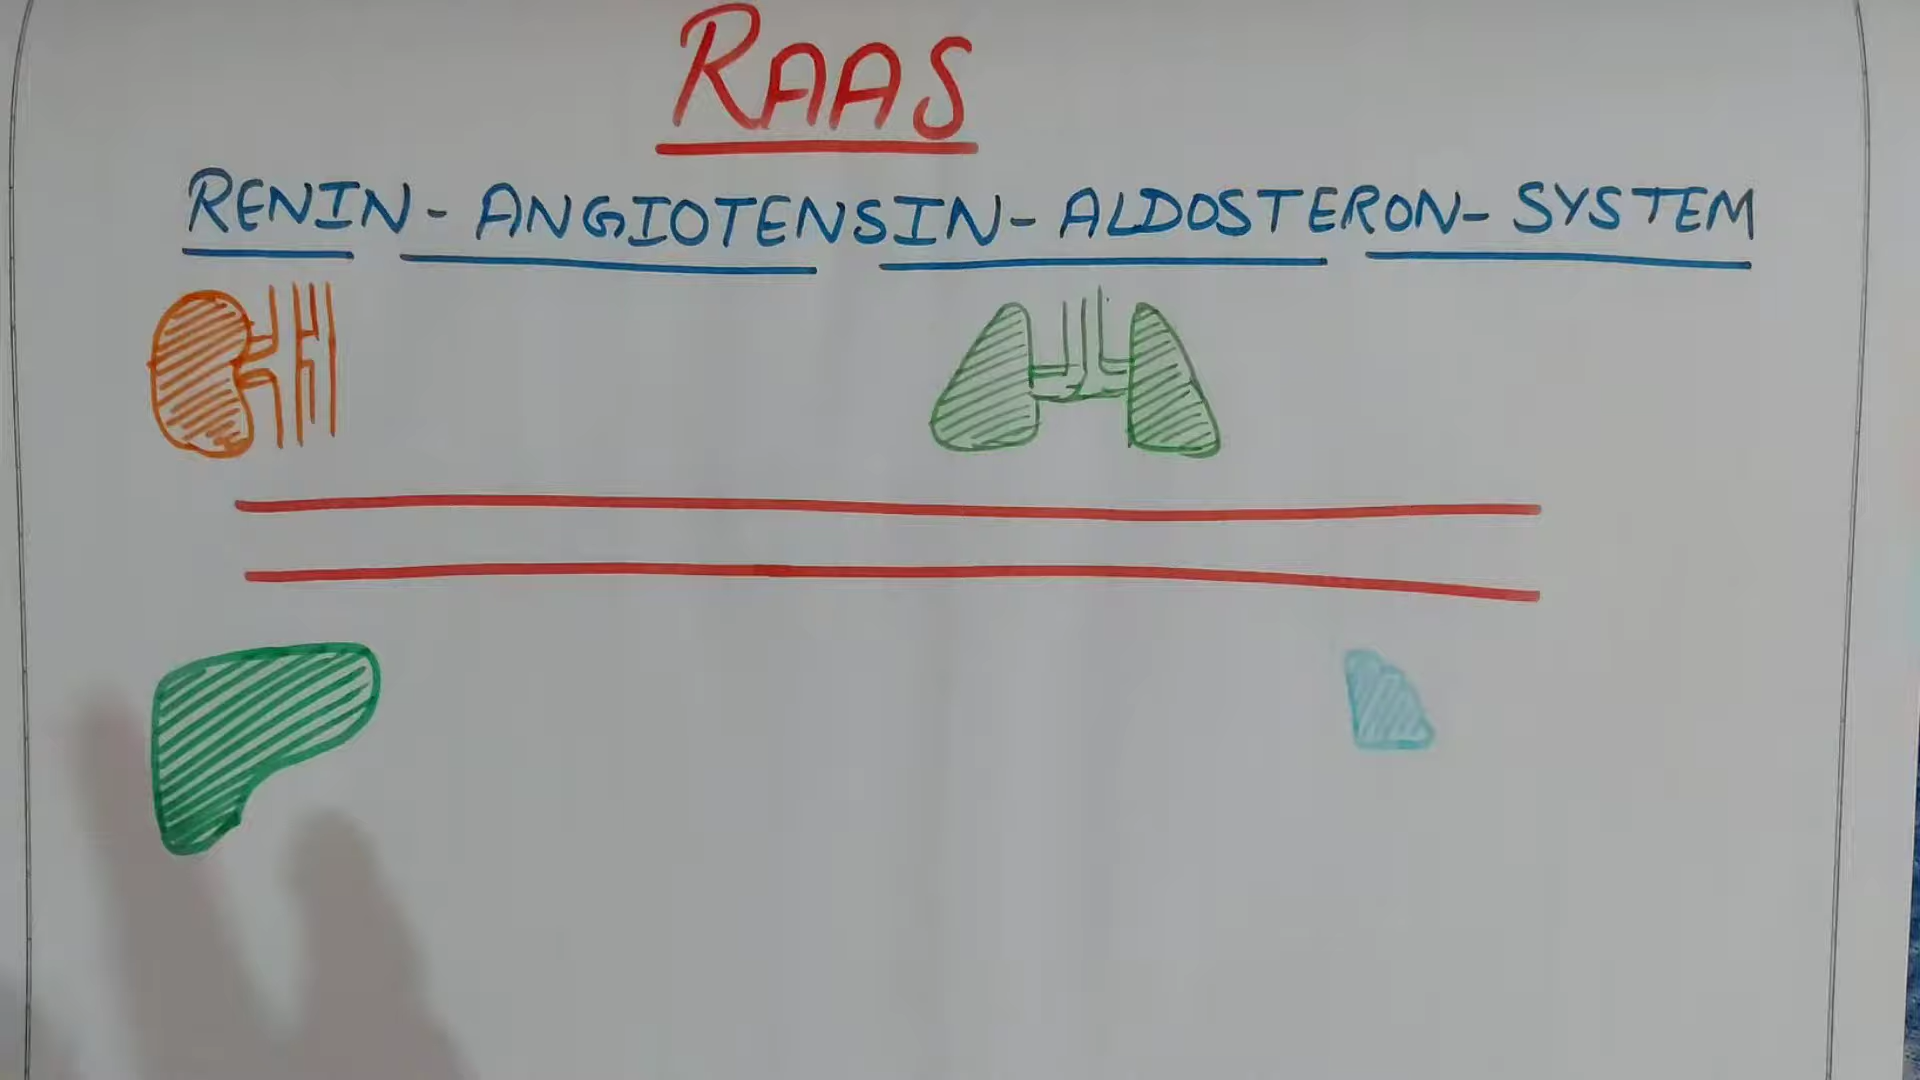 RAAS
RENIN - ANGIOTENSIN - ALDOSTERON - SYSTEM